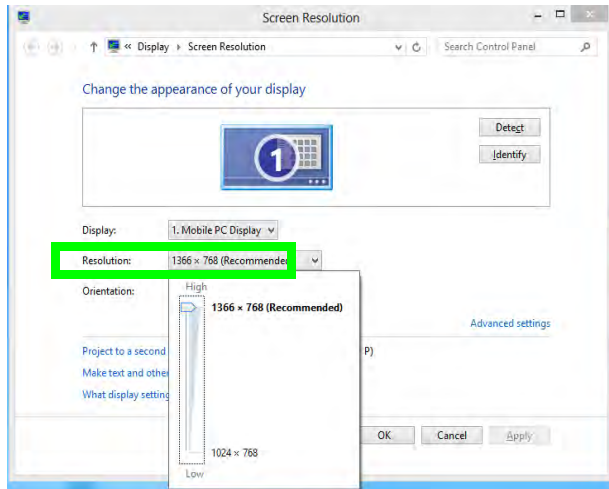 Screen Resolution
« Display Screen Resolution
Search Control Panel
Change the appearance of your display
1
Detect
Identify
Display: 1. Mobile PC Display
Resolution: 1366 × 768 (Recommended
Orientation:
High
1366 × 768 (Recommended)
Advanced settings
Project to a second P)
Make text and other
What display setting
OK Cancel Apply
1024 × 768
Low